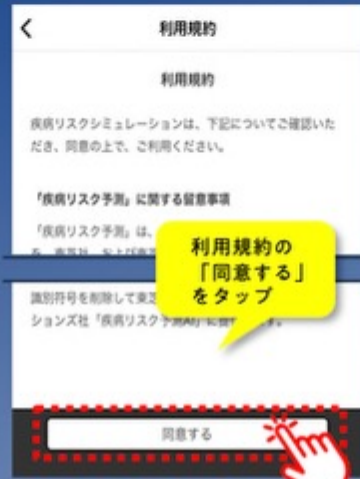 利用規約
利用規約
疾病リスクシミュレーションは、下記についてご確認いた
だき、同意の上で、ご利用ください。
「疾病リスク予測」に関する留意事項
「疾病リスク予測」は、
利用規約の
「同意する」
をタップ
識別符号を削除して東芝
ションズ社「疾病リスク予測AI」に提
同意する